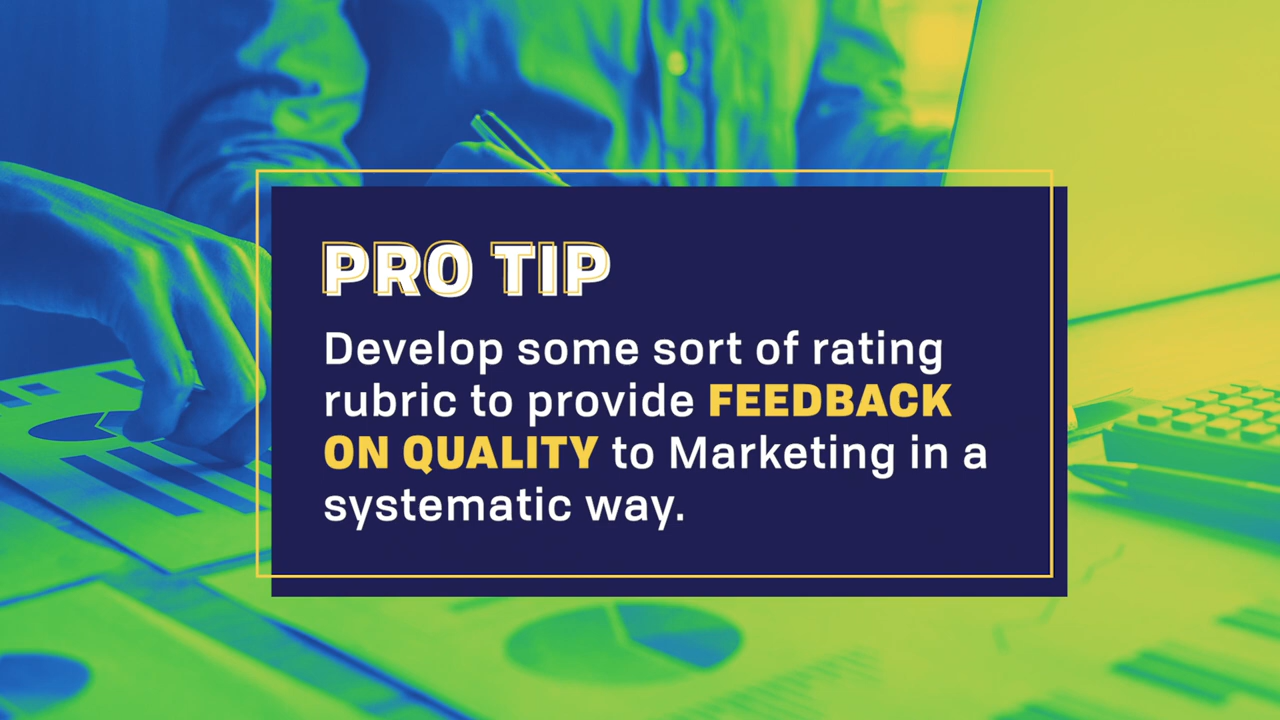 PRO TIP
Develop some sort of rating
rubric to provide FEEDBACK
ON QUALITY to Marketing in a
systematic way.